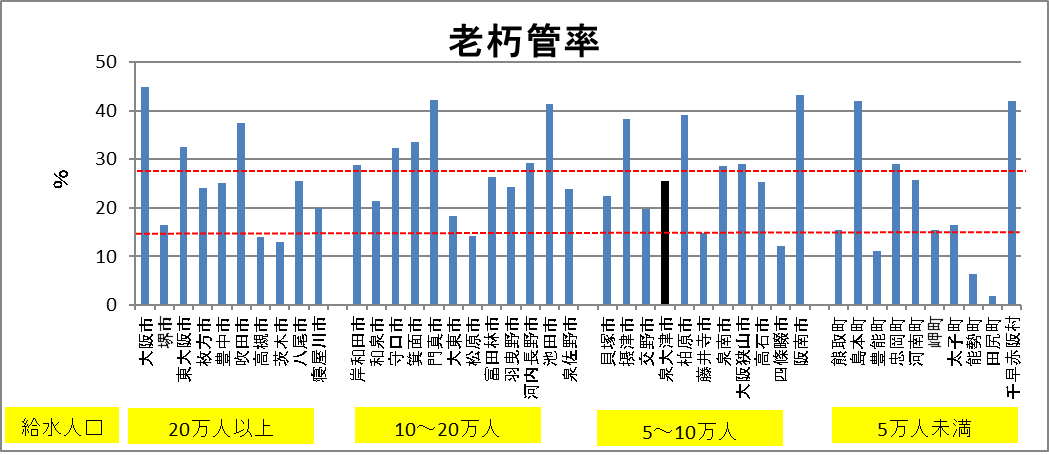 老朽管率
%
50
40
30
20
10
0
大阪市
堺市
東大阪市
枚方市
豊中市
吹田市
高槻市
茨木市
八尾市
寝屋川市
岸和田市
和泉市
守口市
箕面市
門真市
大東市
松原市
富田林市
羽曳野市
河内長野市
池田市
泉佐野市
貝塚市
摂津市
交野市
泉大津市
柏原市
藤井寺市
泉南市
大阪狭山市
高石市
四條畷市
阪南市
熊取町
島本町
豊能町
忠岡町
河南町
岬町
太子町
能勢町
田尻町
千早赤阪村
給水人口
20万人以上
10～20万人
5～10万人
5万人未満